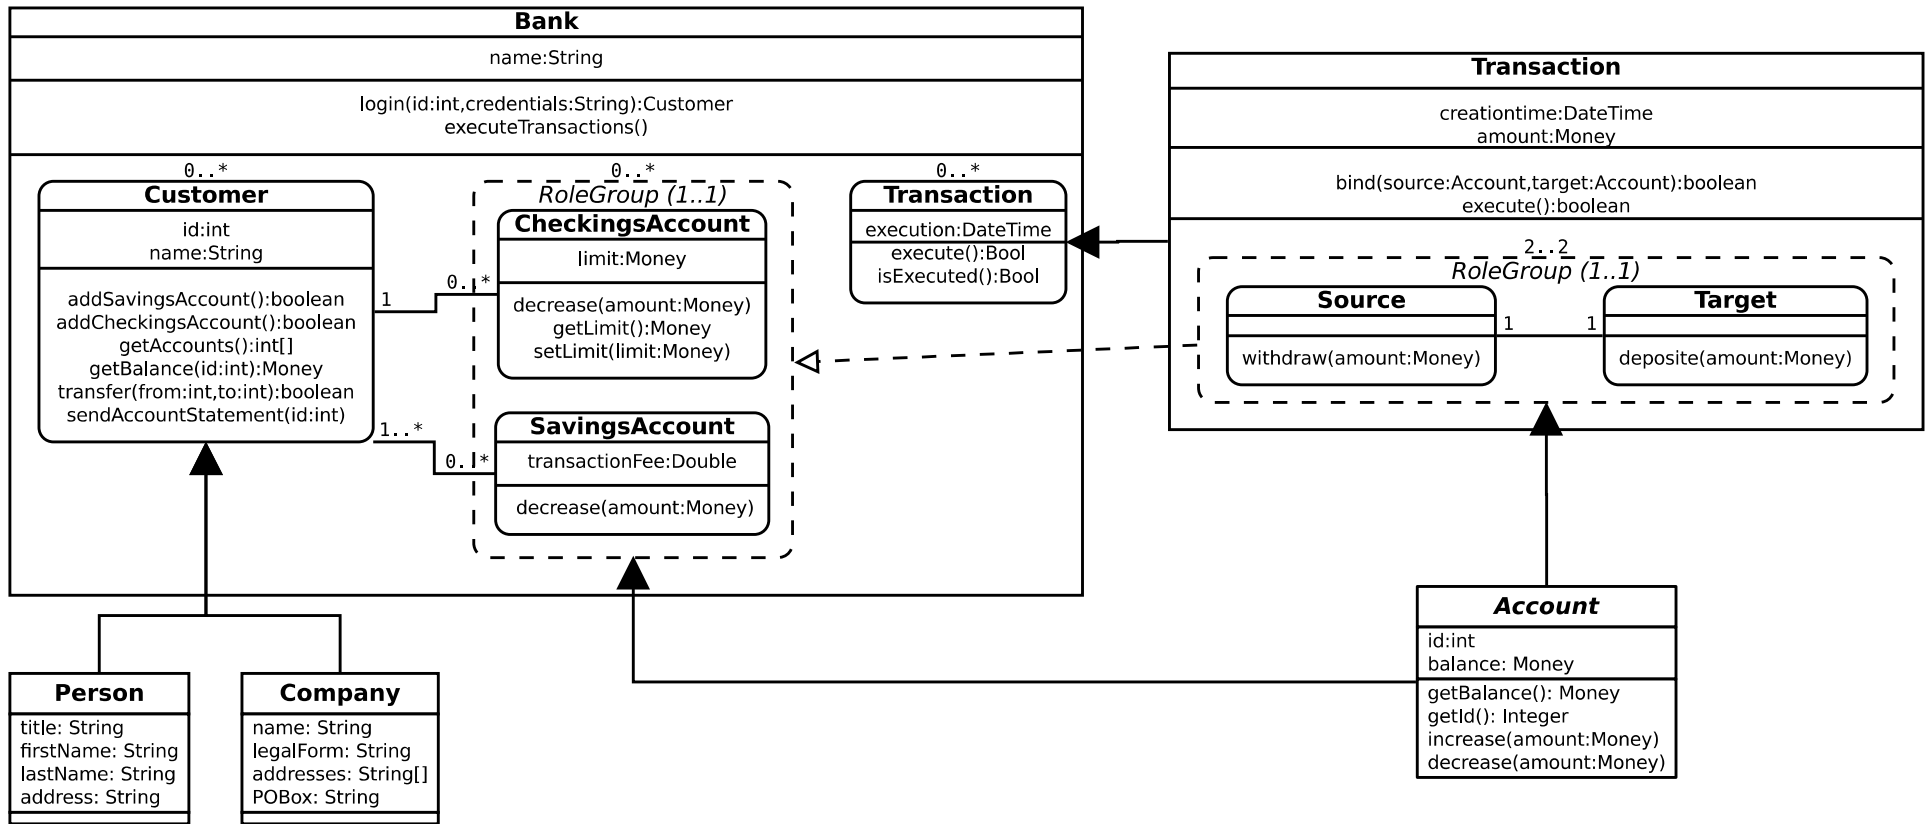 Bank
name:String
login(id:int,credentials:String):Customer
executeTransactions()
0..*
Customer
id:int
name:String
addSavingsAccount():boolean
addCheckingsAccount():boolean
getAccounts():int[]
getBalance(id:int):Money
transfer(from:int,to:int):boolean
sendAccountStatement(id:int)
1
0..*
1..*
0..*
0..*
RoleGroup (1..1)
CheckingsAccount
limit:Money
decrease(amount:Money)
getLimit():Money
setLimit(limit:Money)
SavingsAccount
transactionFee:Double
decrease(amount:Money)
0..*
Transaction
execution:DateTime
execute():Bool
isExecuted():Bool
Transaction
creationtime:DateTime
amount:Money
bind(source:Account,target:Account):boolean
execute():boolean
2..2
RoleGroup (1..1)
Source
withdraw(amount:Money)
1
1
Target
deposite(amount:Money)
Person
title: String
firstName: String
lastName: String
address: String
Company
name: String
legalForm: String
addresses: String[]
POBox: String
Account
id:int
balance: Money
getBalance(): Money
getId(): Integer
increase(amount:Money)
decrease(amount:Money)